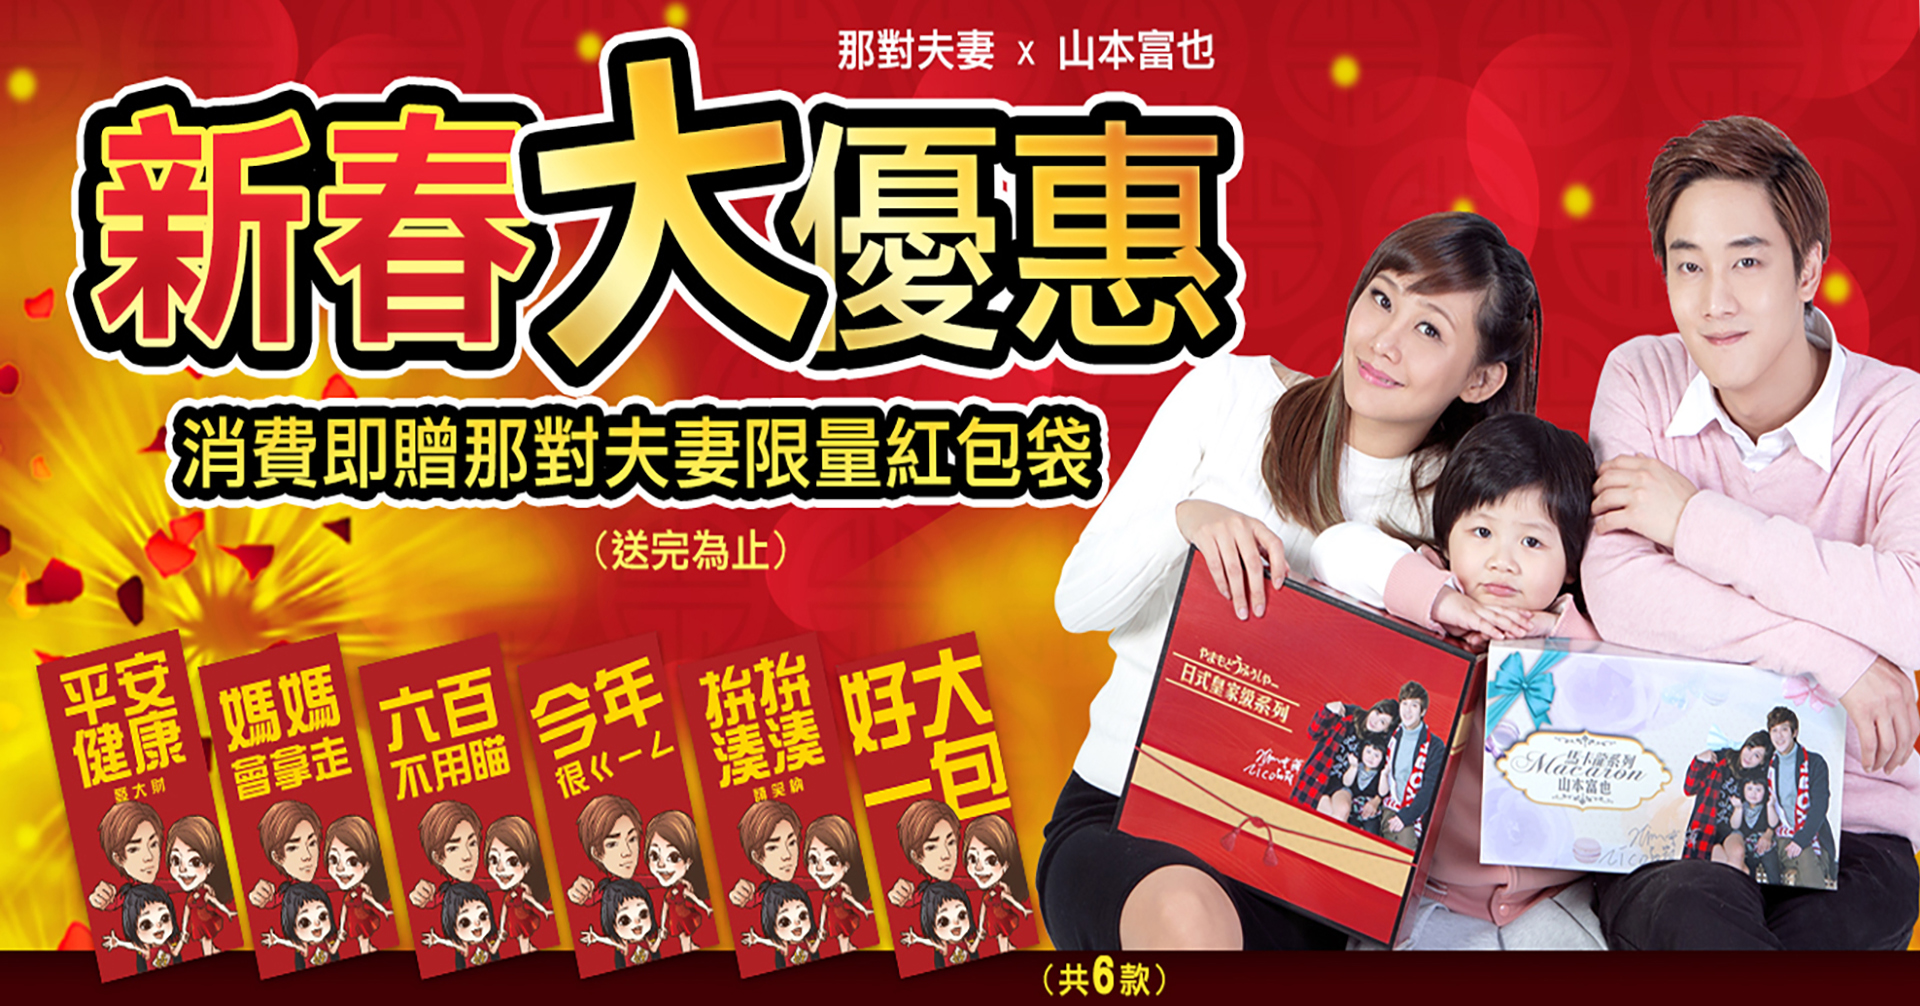 那對夫妻 x 山本富也
新春大優惠
消費即贈那對夫妻限量紅包袋
（送完為止）
平安
健康
發大財
媽媽
會拿走
六百
不用瞄
今年
很ㄍㄧㄥ
拚拚
湊湊
好大
一包
日式皇家級系列
馬卡龍系列
Macaron
山本富也
（共6款）